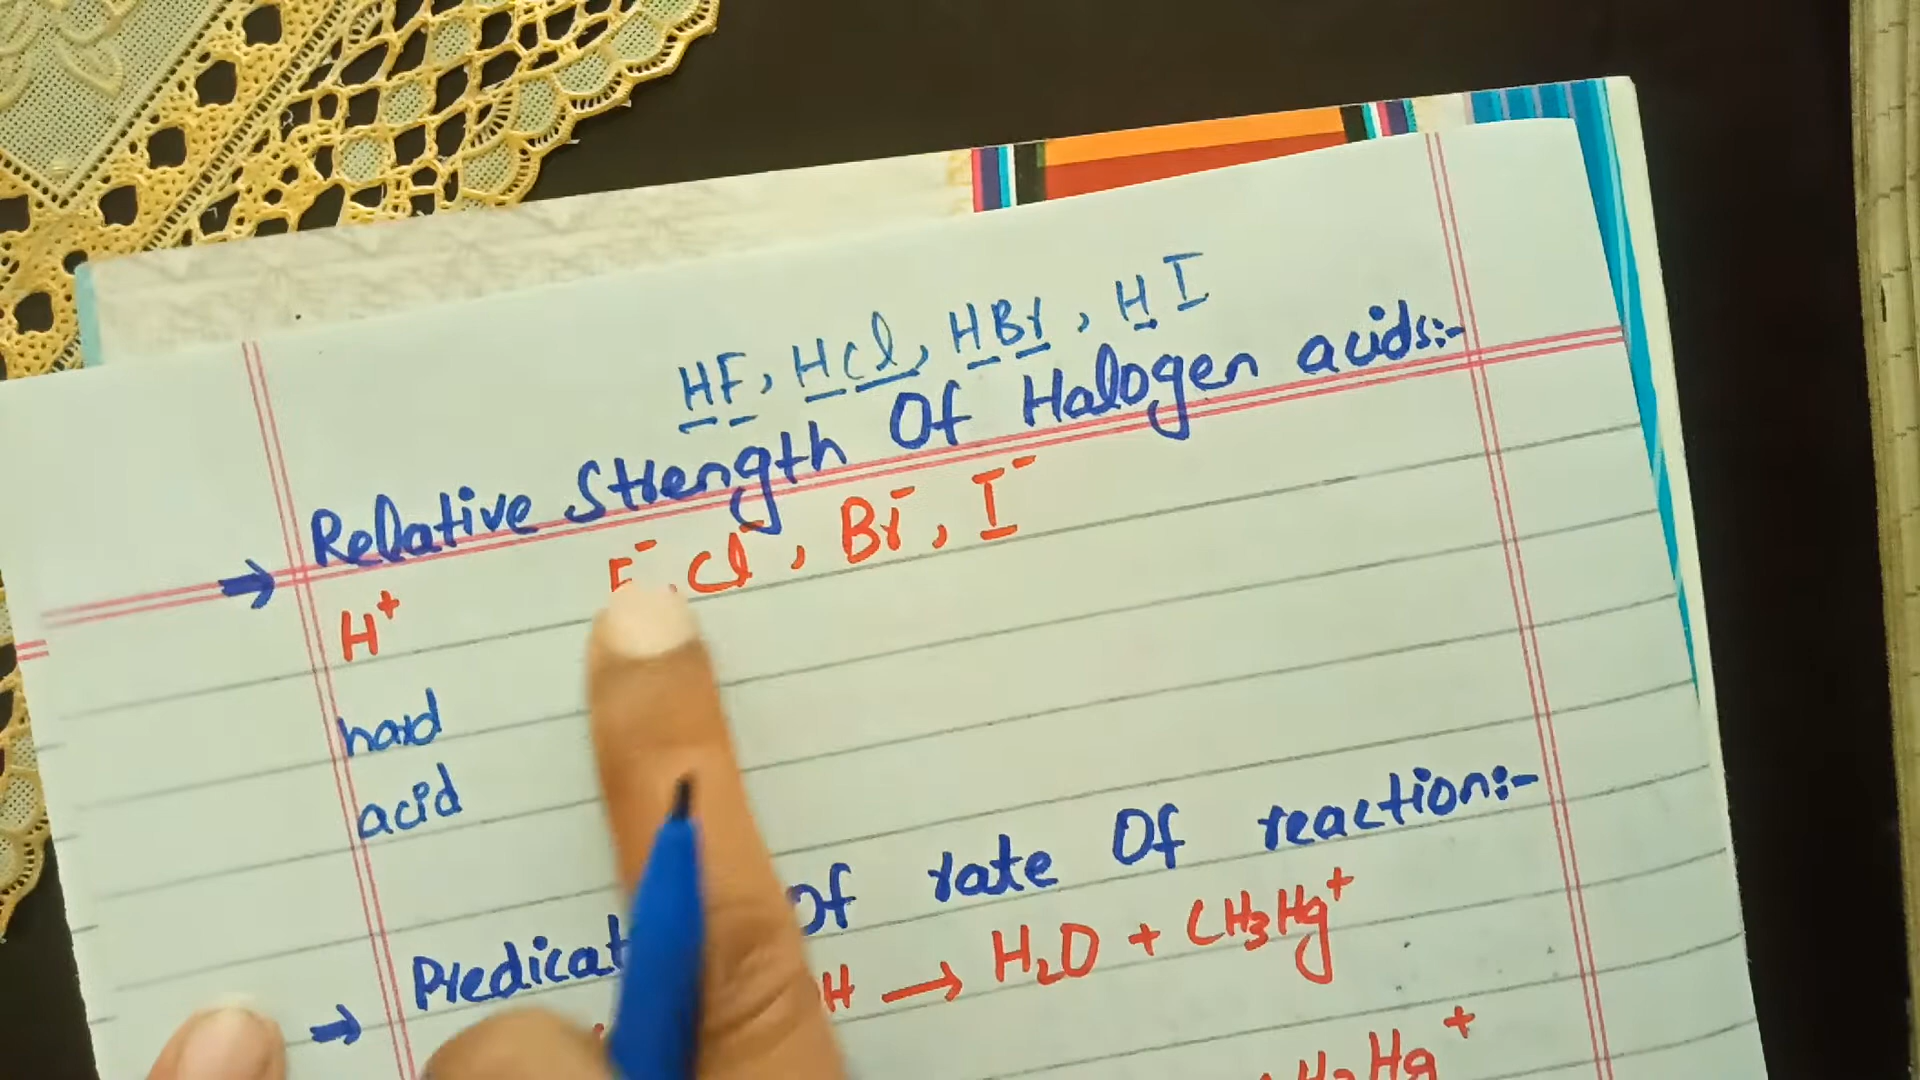 HF, HCl, HBr, HI
Relative Strength Of Halogen acids:-
H⁺ F⁻, Cl⁻, Br⁻, I⁻
hard
acid
Of rate Of reaction:-
H → H₂O + CH₃Hg⁺